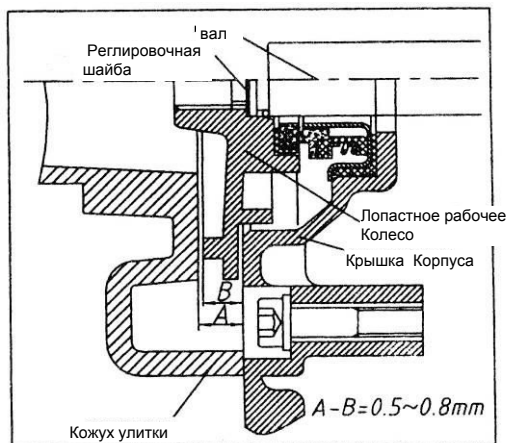 'вал
Реглировочная
шайба
Лопастное рабочее
Колесо
Крышка Корпуса
B
A
A-B=0.5~0.8mm
Кожух улитки